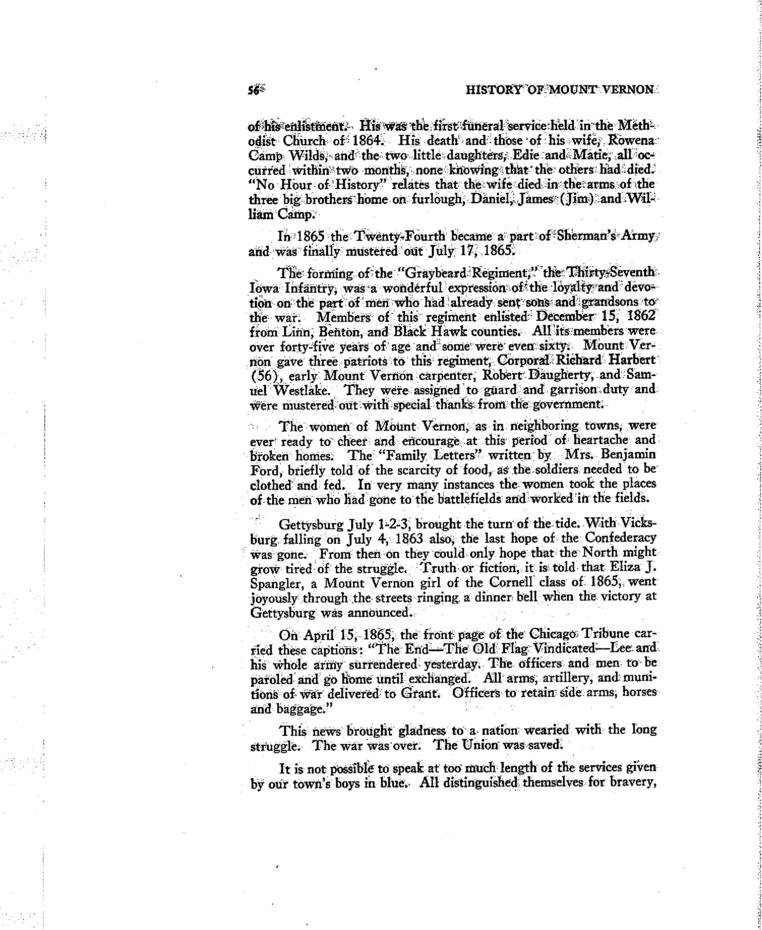 56 HISTORY OF MOUNT VERNON
of his enlistment. His was the first funeral service held in the Meth-
odist Church of 1864. His death and those of his wife, Rowena
Camp Wilds, and the two little daughters, Edie and Matie, all oc-
curred within two months, none knowing that the others had died.
"No Hour of History" relates that the wife died in the arms of the
three big brothers home on furlough, Daniel, James (Jim) and Wil-
liam Camp.
In 1865 the Twenty-Fourth became a part of Sherman's Army
and was finally mustered out July 17, 1865.
The forming of the "Graybeard Regiment," the Thirty-Seventh
Iowa Infantry, was a wonderful expression of the loyalty and devo-
tion on the part of men who had already sent sons and grandsons to
the war. Members of this regiment enlisted December 15, 1862
from Linn, Benton, and Black Hawk counties. All its members were
over forty-five years of age and some were even sixty. Mount Ver-
non gave three patriots to this regiment, Corporal Richard Harbert
(56), early Mount Vernon carpenter, Robert Daugherty, and Sam-
uel Westlake. They were assigned to guard and garrison duty and
were mustered out with special thanks from the government.
The women of Mount Vernon, as in neighboring towns, were
ever ready to cheer and encourage at this period of heartache and
broken homes. The "Family Letters" written by Mrs. Benjamin
Ford, briefly told of the scarcity of food, as the soldiers needed to be
clothed and fed. In very many instances the women took the places
of the men who had gone to the battlefields and worked in the fields.
Gettysburg July 1-2-3, brought the turn of the tide. With Vicks-
burg falling on July 4, 1863 also, the last hope of the Confederacy
was gone. From then on they could only hope that the North might
grow tired of the struggle. Truth or fiction, it is told that Eliza J.
Spangler, a Mount Vernon girl of the Cornell class of 1865, went
joyously through the streets ringing a dinner bell when the victory at
Gettysburg was announced.
On April 15, 1865, the front page of the Chicago Tribune car-
ried these captions: "The End—The Old Flag Vindicated—Lee and
his whole army surrendered yesterday. The officers and men to be
paroled and go home until exchanged. All arms, artillery, and muni-
tions of war delivered to Grant. Officers to retain side arms, horses
and baggage."
This news brought gladness to a nation wearied with the long
struggle. The war was over. The Union was saved.
It is not possible to speak at too much length of the services given
by our town's boys in blue. All distinguished themselves for bravery,